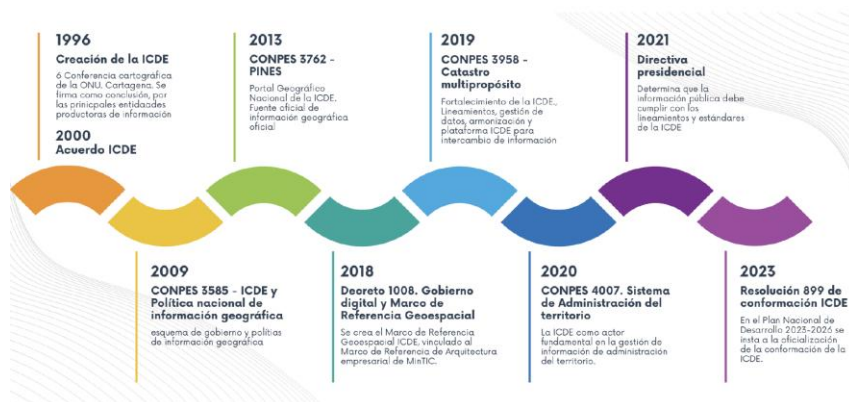 1996
Creación de la ICDE
6 Conferencia cartográfica
de la ONU. Cartagena. Se
firma como conclusión, por
las prinicpales entidaades
productoras de información
2000
Acuerdo ICDE
2013
CONPES 3762 -
PINES
Portal Geográfico
Nacional de la ICDE.
Fuente oficial de
información geográfica
oficial
2019
CONPES 3958 -
Catastro
multipropósito
Fortalecimiento de la ICDE.,
Lineamientos, gestión de
datos, armonización y
plataforma ICDE para
intercambio de información
2021
Directiva
presidencial
Determina que la
información pública debe
cumplir con los
lineamientos y estándares
de la ICDE
2009
CONPES 3585 - ICDE y
Política nacional de
información geográfica
esquema de gobierno y polítias
de información geográfica
2018
Decreto 1008. Gobierno
digital y Marco de
Referencia Geoespacial
Se crea el Marco de Referencia
Geoespacial ICDE, vinculado al
Marco de Referencia de Arquitectura
empresarial de MinTIC.
2020
CONPES 4007. Sistema
de Administración del
territorio
La ICDE como actor
fundamental en la gestión de
información de administración
del territorio.
2023
Resolución 899 de
conformación ICDE
En el Plan Nacional de
Desarrollo 2023-2026 se
insta a la oficialización
de la conformación de la
ICDE.